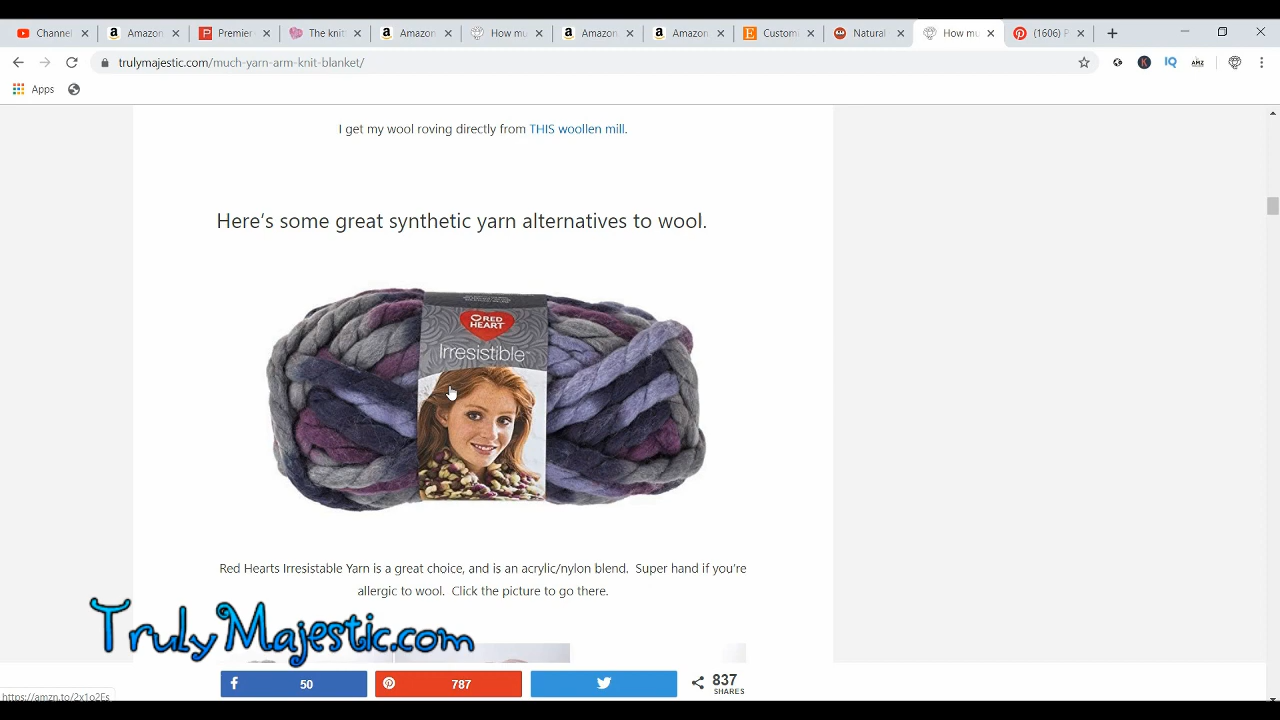 Channel
Amazon
Premier
The knit
Amazon
How mu
Amazon
Amazon
Custom
Natural
How mu
(1606) P
trulymajestic.com/much-yarn-arm-knit-blanket/
IQ
AMZ
Apps
I get my wool roving directly from THIS woollen mill.
Here's some great synthetic yarn alternatives to wool.
RED
HEART
Irresistible
Red Hearts Irresistable Yarn is a great choice, and is an acrylic/nylon blend. Super hand if you're
allergic to wool. Click the picture to go there.
TrulyMajestic.com
50
787
837
SHARES